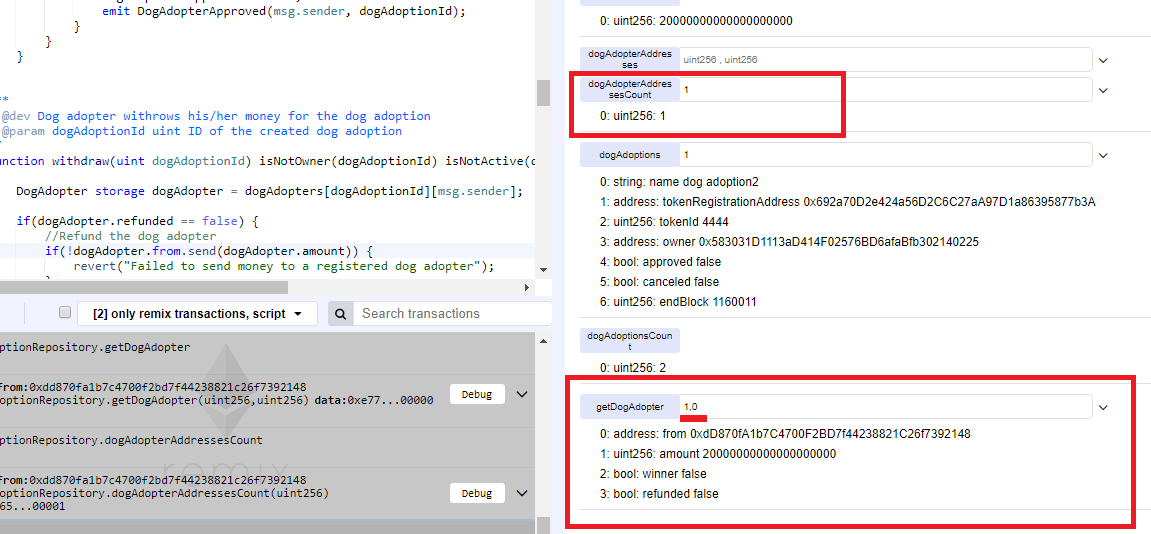 emit DogAdopterApproved(msg.sender, dogAdoptionId);
}
}
}
**
@dev Dog adopter withrows his/her money for the dog adoption
@param dogAdoptionId uint ID of the created dog adoption
unction withdraw(uint dogAdoptionId) isNotOwner(dogAdoptionId) isNotActive(d
DogAdopter storage dogAdopter = dogAdopters[dogAdoptionId][msg.sender];
if(dogAdopter.refunded == false) {
//Refund the dog adopter
if(!dogAdopter.from.send(dogAdopter.amount)) {
revert("Failed to send money to a registered dog adopter");
[2] only remix transactions, script
Search transactions
optionRepository.getDogAdopter
from:0xdd870fa1b7c4700f2bd7f44238821c26f7392148
optionRepository.getDogAdopter(uint256,uint256) data:0xe77...00000
Debug
optionRepository.dogAdopterAddressesCount
from:0xdd870fa1b7c4700f2bd7f44238821c26f7392148
optionRepository.dogAdopterAddressesCount(uint256)
65...00001
Debug
remix
0: uint256: 20000000000000000000
dogAdopterAddres
ses
uint256 , uint256
dogAdopterAddres
sesCount
1
0: uint256: 1
dogAdoptions
1
0: string: name dog adoption2
1: address: tokenRegistrationAddress 0x692a70D2e424a56D2C6C27aA97D1a86395877b3A
2: uint256: tokenId 4444
3: address: owner 0x583031D1113aD414F02576BD6afaBfb302140225
4: bool: approved false
5: bool: canceled false
6: uint256: endBlock 1160011
dogAdoptionsCoun
t
0: uint256: 2
getDogAdopter
1,0
0: address: from 0xdD870fA1b7C4700F2BD7f44238821C26f7392148
1: uint256: amount 20000000000000000000
2: bool: winner false
3: bool: refunded false